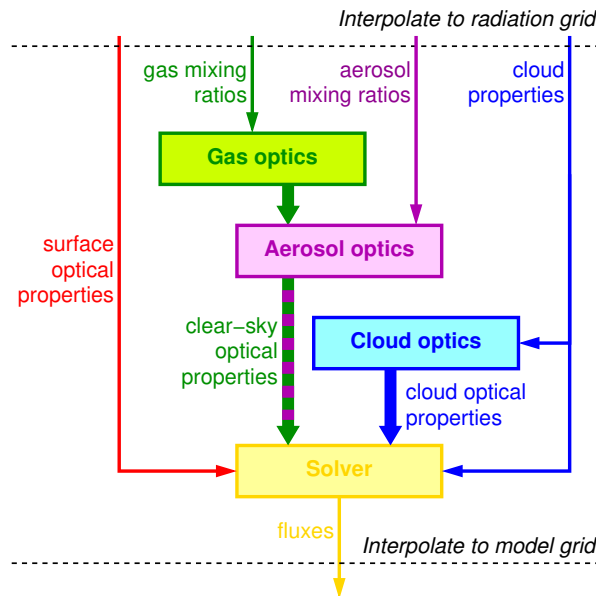 Interpolate to radiation grid
gas mixing
ratios
aerosol
mixing ratios
cloud
properties
Gas optics
Aerosol optics
surface
optical
properties
clear−sky
optical
properties
Cloud optics
cloud optical
properties
Solver
fluxes
Interpolate to model grid